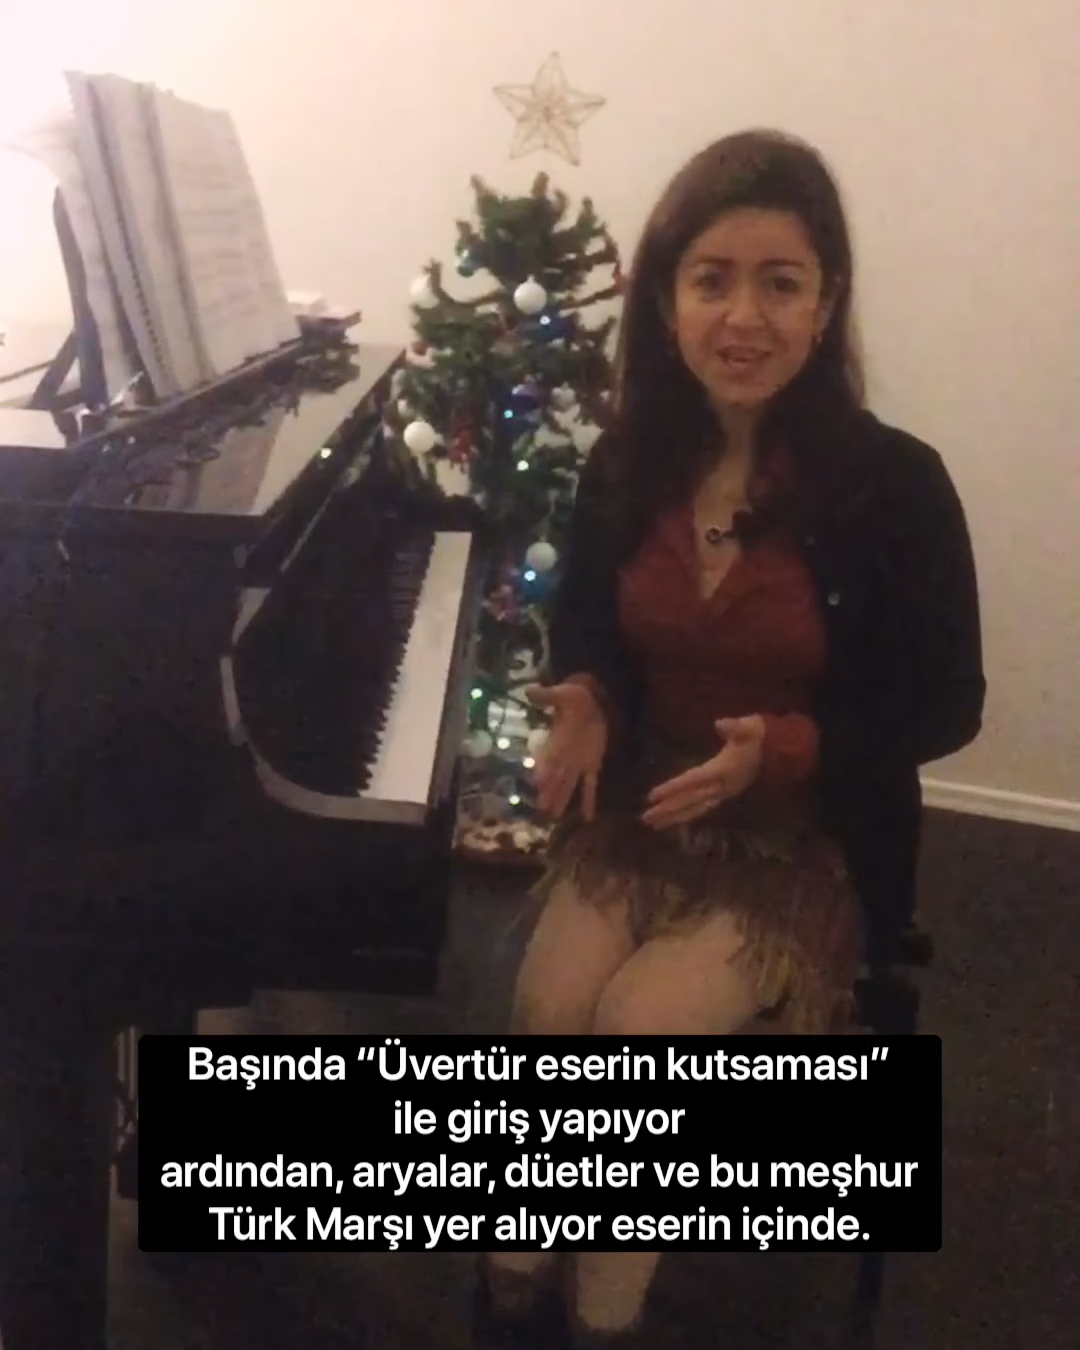 Başında “Üvertür eserin kutsaması”
ile giriş yapıyor
ardından, aryalar, düetler ve bu meşhur
Türk Marşı yer alıyor eserin içinde.